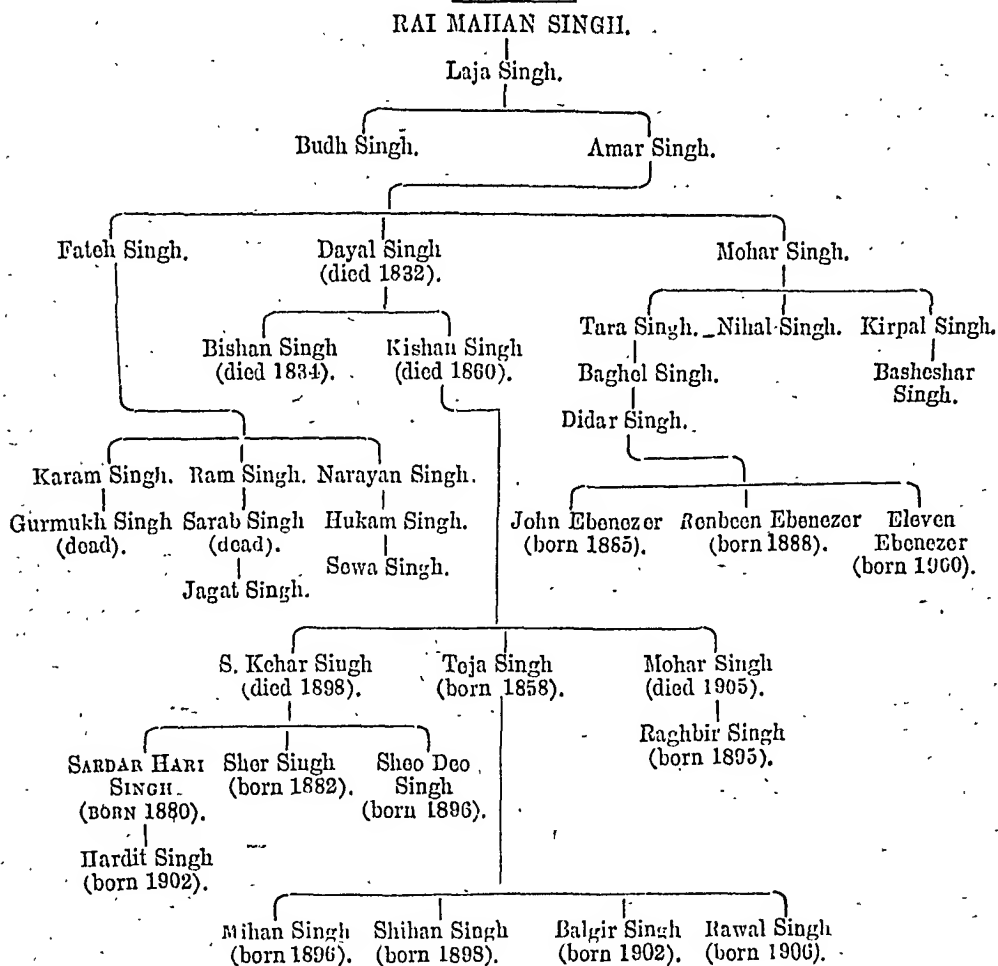 RAI MAHAN SINGH.
Laja Singh.
Budh Singh. Amar Singh.
Fateh Singh. Dayal Singh Mohar Singh.
(died 1832).
Tara Singh. Nihal Singh. Kirpal Singh.
Bishan Singh Kishan Singh
(died 1834). (died 1860).
Baghel Singh. Basheshar
Singh.
Didar Singh.
Karam Singh. Ram Singh. Narayan Singh.
Gurmukh Singh Sarab Singh Hukam Singh. John Ebenezer Renbeen Ebenezer Eleven
(dead). (dead). (born 1885). (born 1888). Ebenezer
Sewa Singh. (born 1900).
Jagat Singh.
S. Kehar Singh Teja Singh Mohar Singh
(died 1898). (born 1858). (died 1905).
Raghbir Singh
(born 1895).
SARDAR HARI Sher Singh Sheo Deo
SINGH. (born 1882). Singh
(BORN 1880). (born 1896).
Hardit Singh
(born 1902).
Mihan Singh Shihan Singh Balgir Singh Rawal Singh
(born 1896). (born 1898). (born 1902). (born 1906).